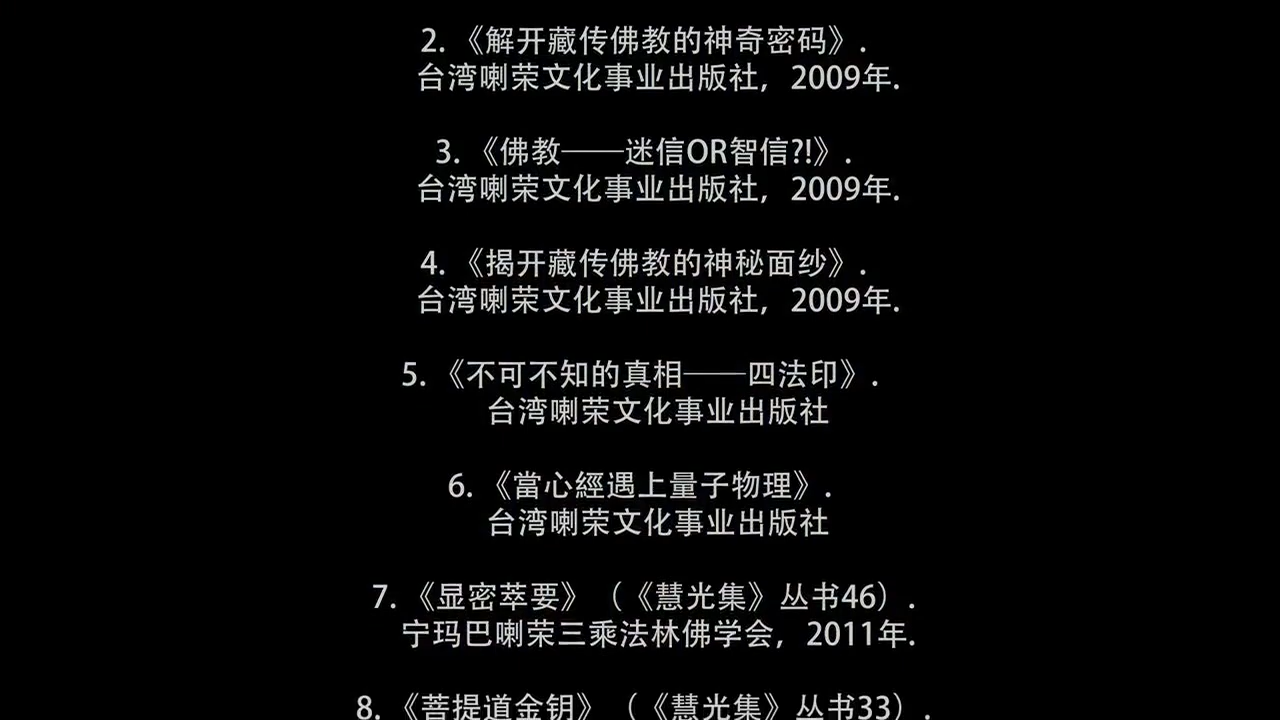 2. 《解开藏传佛教的神奇密码》.
台湾喇荣文化事业出版社，2009年.
3. 《佛教——迷信OR智信?!》.
台湾喇荣文化事业出版社，2009年.
4. 《揭开藏传佛教的神秘面纱》.
台湾喇荣文化事业出版社，2009年.
5. 《不可不知的真相——四法印》.
台湾喇荣文化事业出版社
6. 《當心經遇上量子物理》.
台湾喇荣文化事业出版社
7. 《显密萃要》（《慧光集》丛书46）.
宁玛巴喇荣三乘法林佛学会，2011年.
8. 《菩提道金钥》（《慧光集》丛书33）.